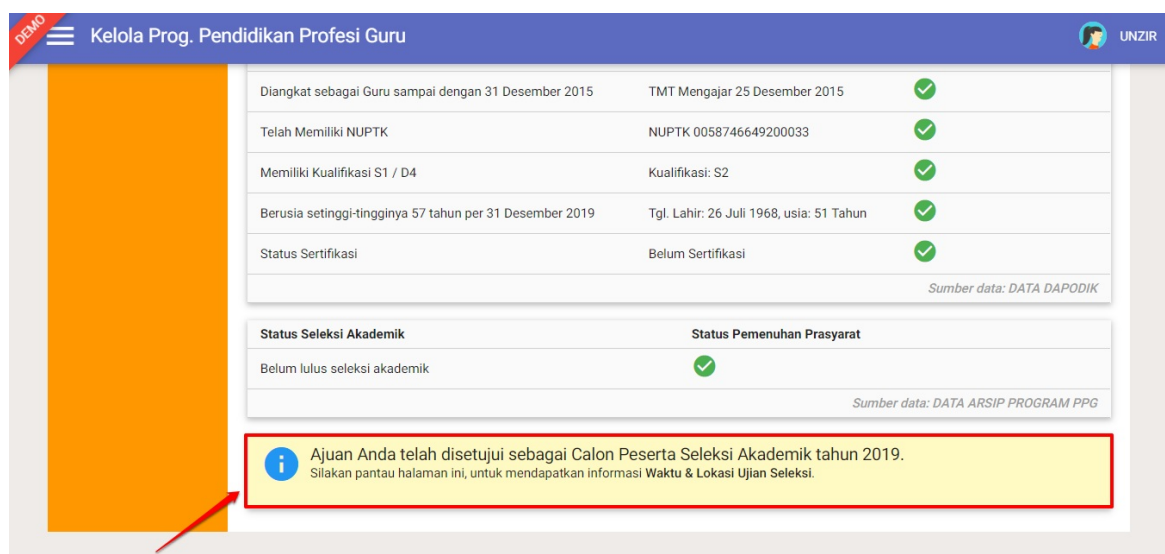 DEMO
Kelola Prog. Pendidikan Profesi Guru
UNZIR
Diangkat sebagai Guru sampai dengan 31 Desember 2015 TMT Mengajar 25 Desember 2015
Telah Memiliki NUPTK NUPTK 0058746649200033
Memiliki Kualifikasi S1 / D4 Kualifikasi: S2
Berusia setinggi-tingginya 57 tahun per 31 Desember 2019 Tgl. Lahir: 26 Juli 1968, usia: 51 Tahun
Status Sertifikasi Belum Sertifikasi
Sumber data: DATA DAPODIK
Status Seleksi Akademik Status Pemenuhan Prasyarat
Belum lulus seleksi akademik
Sumber data: DATA ARSIP PROGRAM PPG
Ajuan Anda telah disetujui sebagai Calon Peserta Seleksi Akademik tahun 2019.
Silakan pantau halaman ini, untuk mendapatkan informasi Waktu & Lokasi Ujian Seleksi.